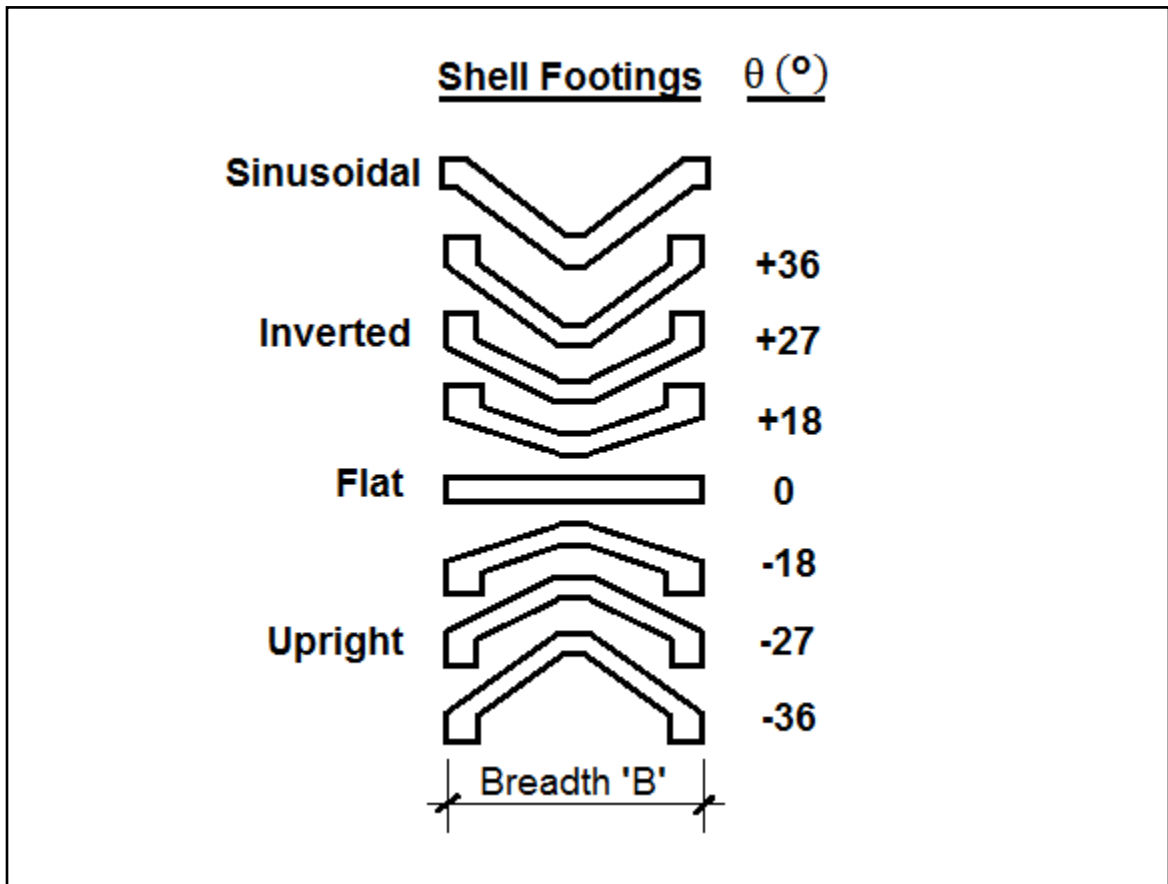 Shell Footings θ (º)
Sinusoidal
+36
Inverted +27
+18
Flat 0
-18
Upright -27
-36
Breadth 'B'